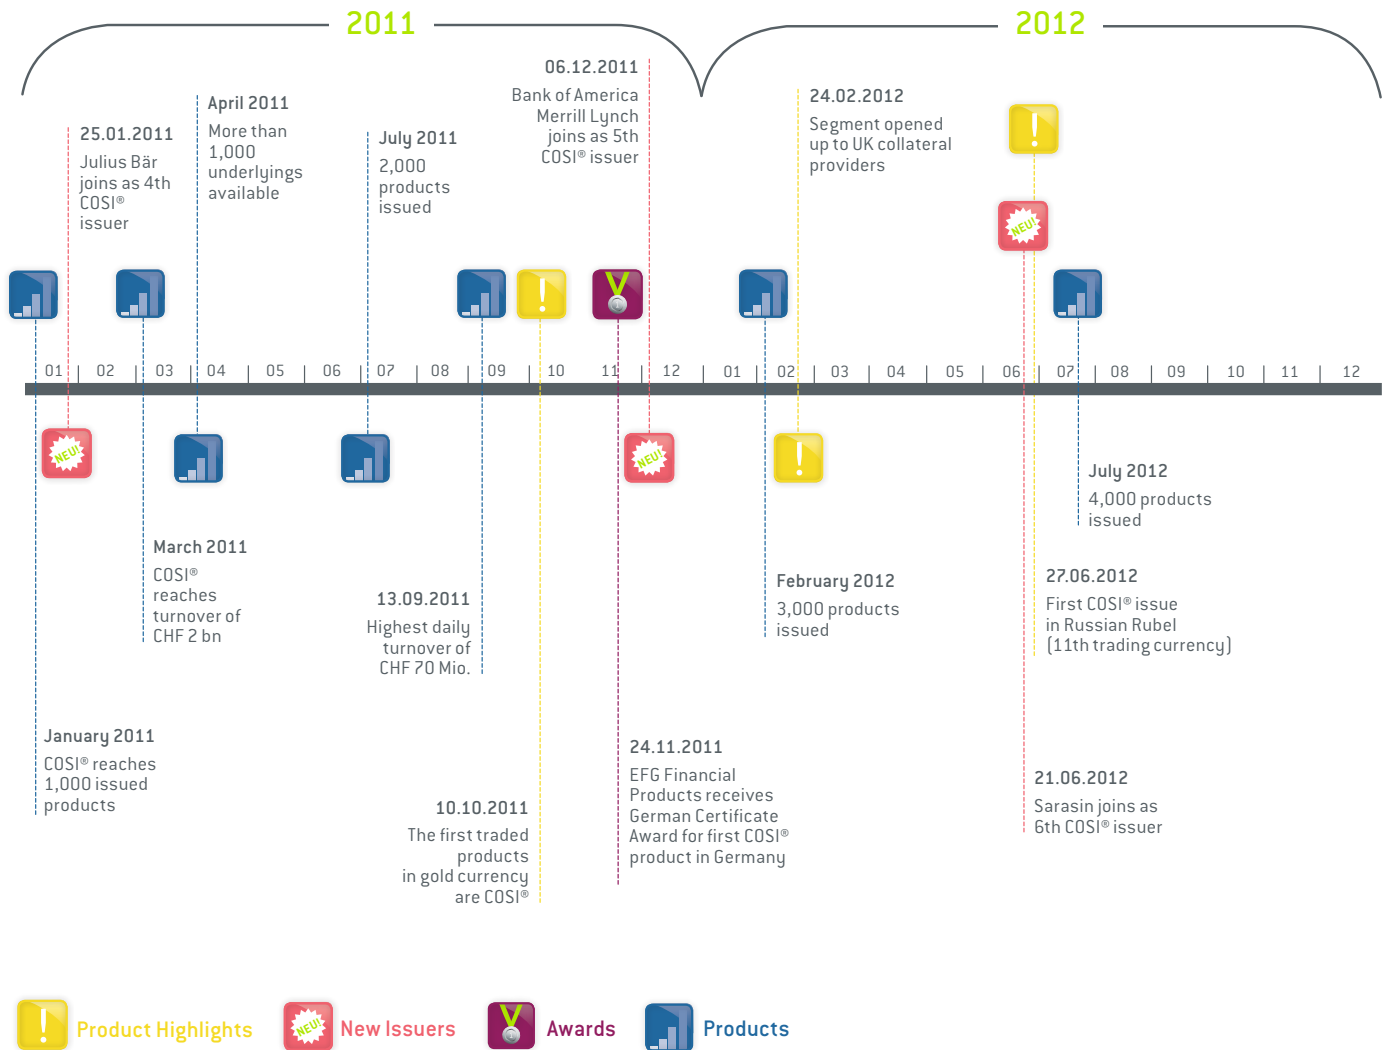 2011
2012
06.12.2011
Bank of America
Merrill Lynch
joins as 5th
COSI® issuer
April 2011
More than
1,000
underlyings
available
25.01.2011
Julius Bär
joins as 4th
COSI®
issuer
July 2011
2,000
products
issued
24.02.2012
Segment opened
up to UK collateral
providers
NEU!
01 02 03 04 05 06 07 08 09 10 11 12 01 02 03 04 05 06 07 08 09 10 11 12
NEU!
NEU!
July 2012
4,000 products
issued
March 2011
COSI®
reaches
turnover of
CHF 2 bn
13.09.2011
Highest daily
turnover of
CHF 70 Mio.
February 2012
3,000 products
issued
27.06.2012
First COSI® issue
in Russian Rubel
(11th trading currency)
January 2011
COSI® reaches
1,000 issued
products
10.10.2011
The first traded
products
in gold currency
are COSI®
24.11.2011
EFG Financial
Products receives
German Certificate
Award for first COSI®
product in Germany
21.06.2012
Sarasin joins as
6th COSI® issuer
Product Highlights
NEU!
New Issuers
Awards
Products